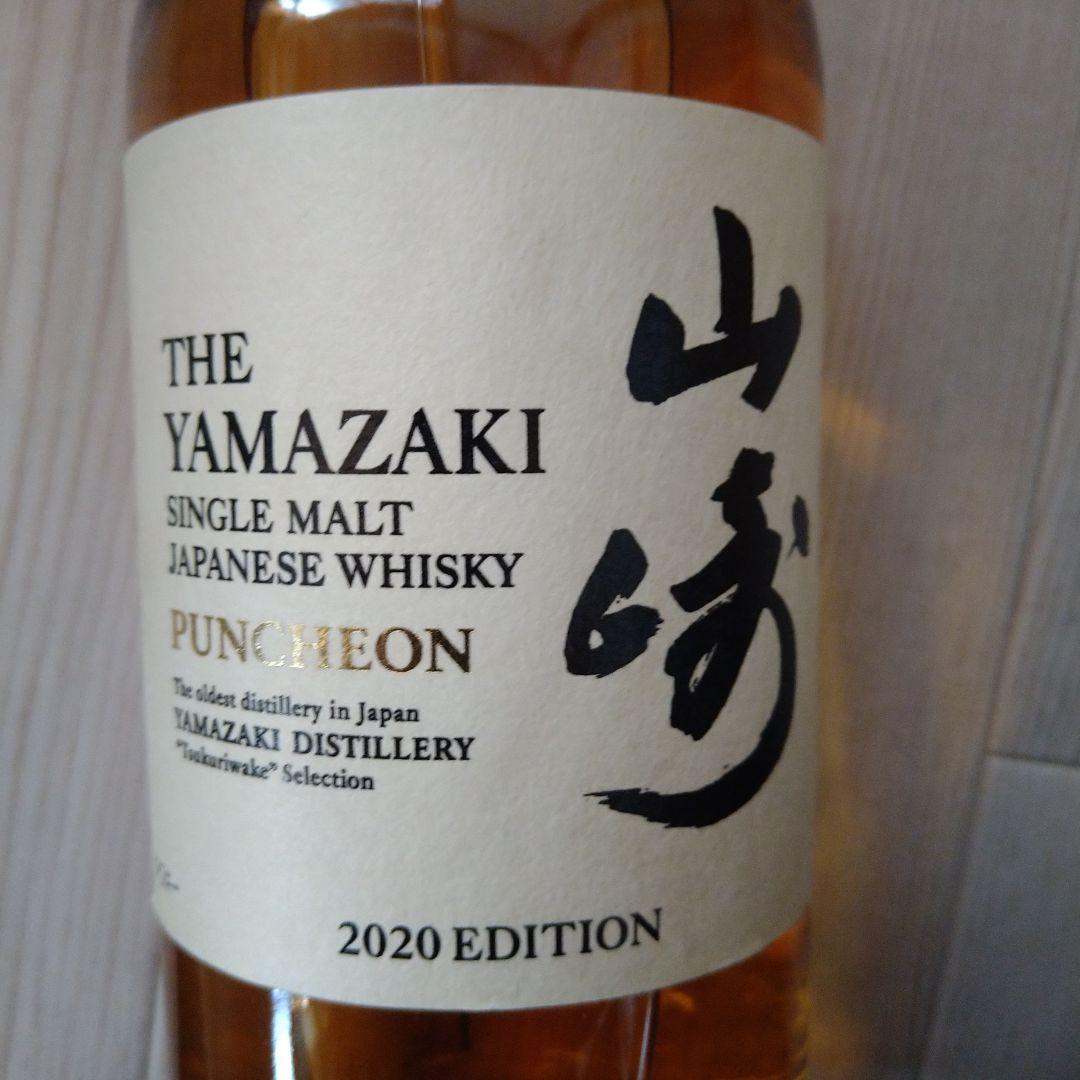 THE
YAMAZAKI
SINGLE MALT
JAPANESE WHISKY
PUNCHEON
The oldest distillery in Japan
YAMAZAKI DISTILLERY
"Tsukuriwake" Selection
山崎
2020 EDITION